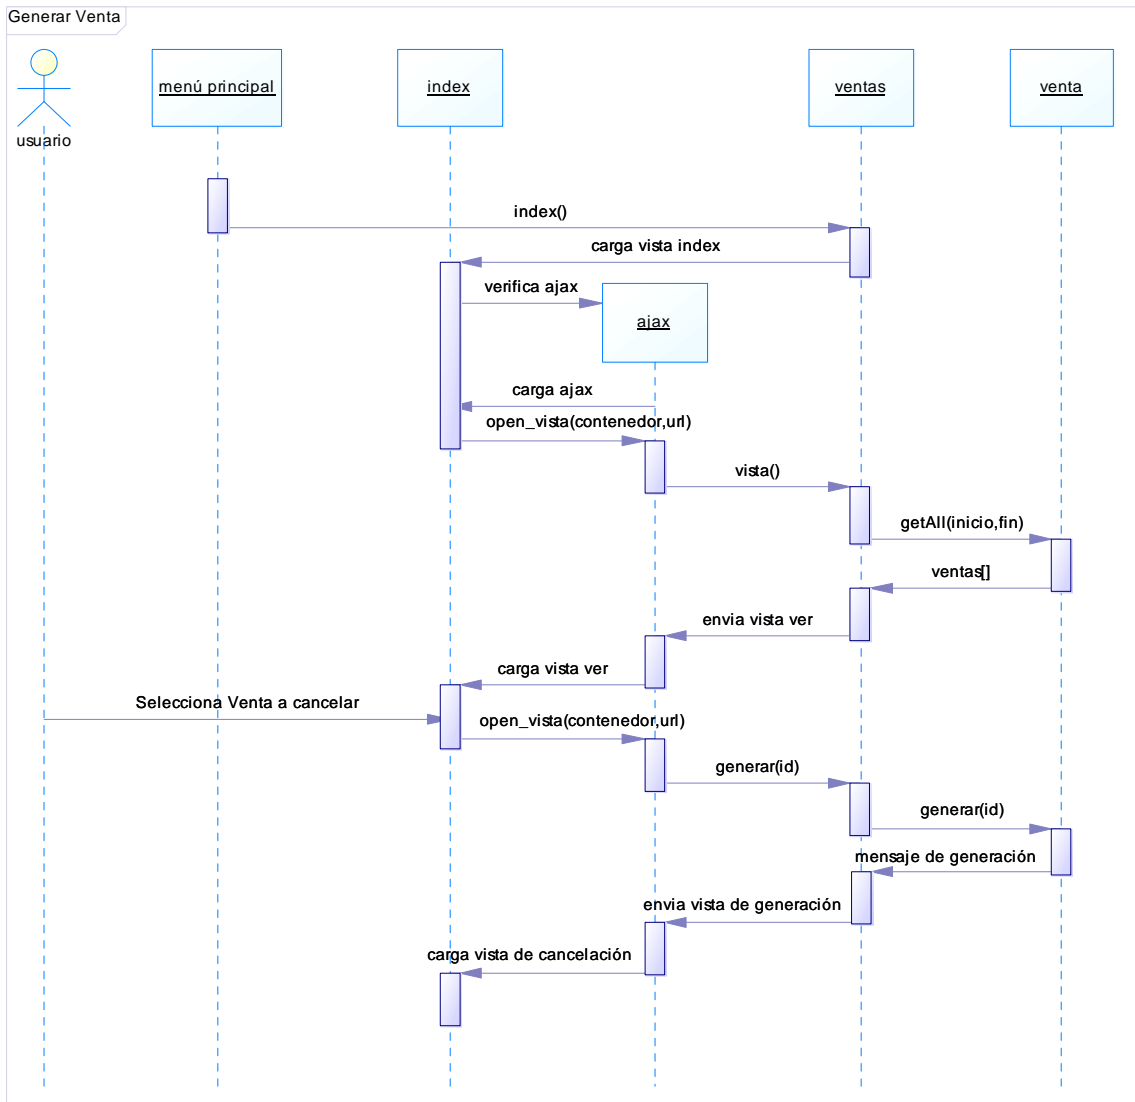 Generar Venta
menú principal
index
ventas
venta
usuario
index()
carga vista index
verifica ajax
ajax
carga ajax
open_vista(contenedor,url)
vista()
getAll(inicio,fin)
ventas[]
envia vista ver
carga vista ver
Selecciona Venta a cancelar
open_vista(contenedor,url)
generar(id)
generar(id)
mensaje de generación
envia vista de generación
carga vista de cancelación